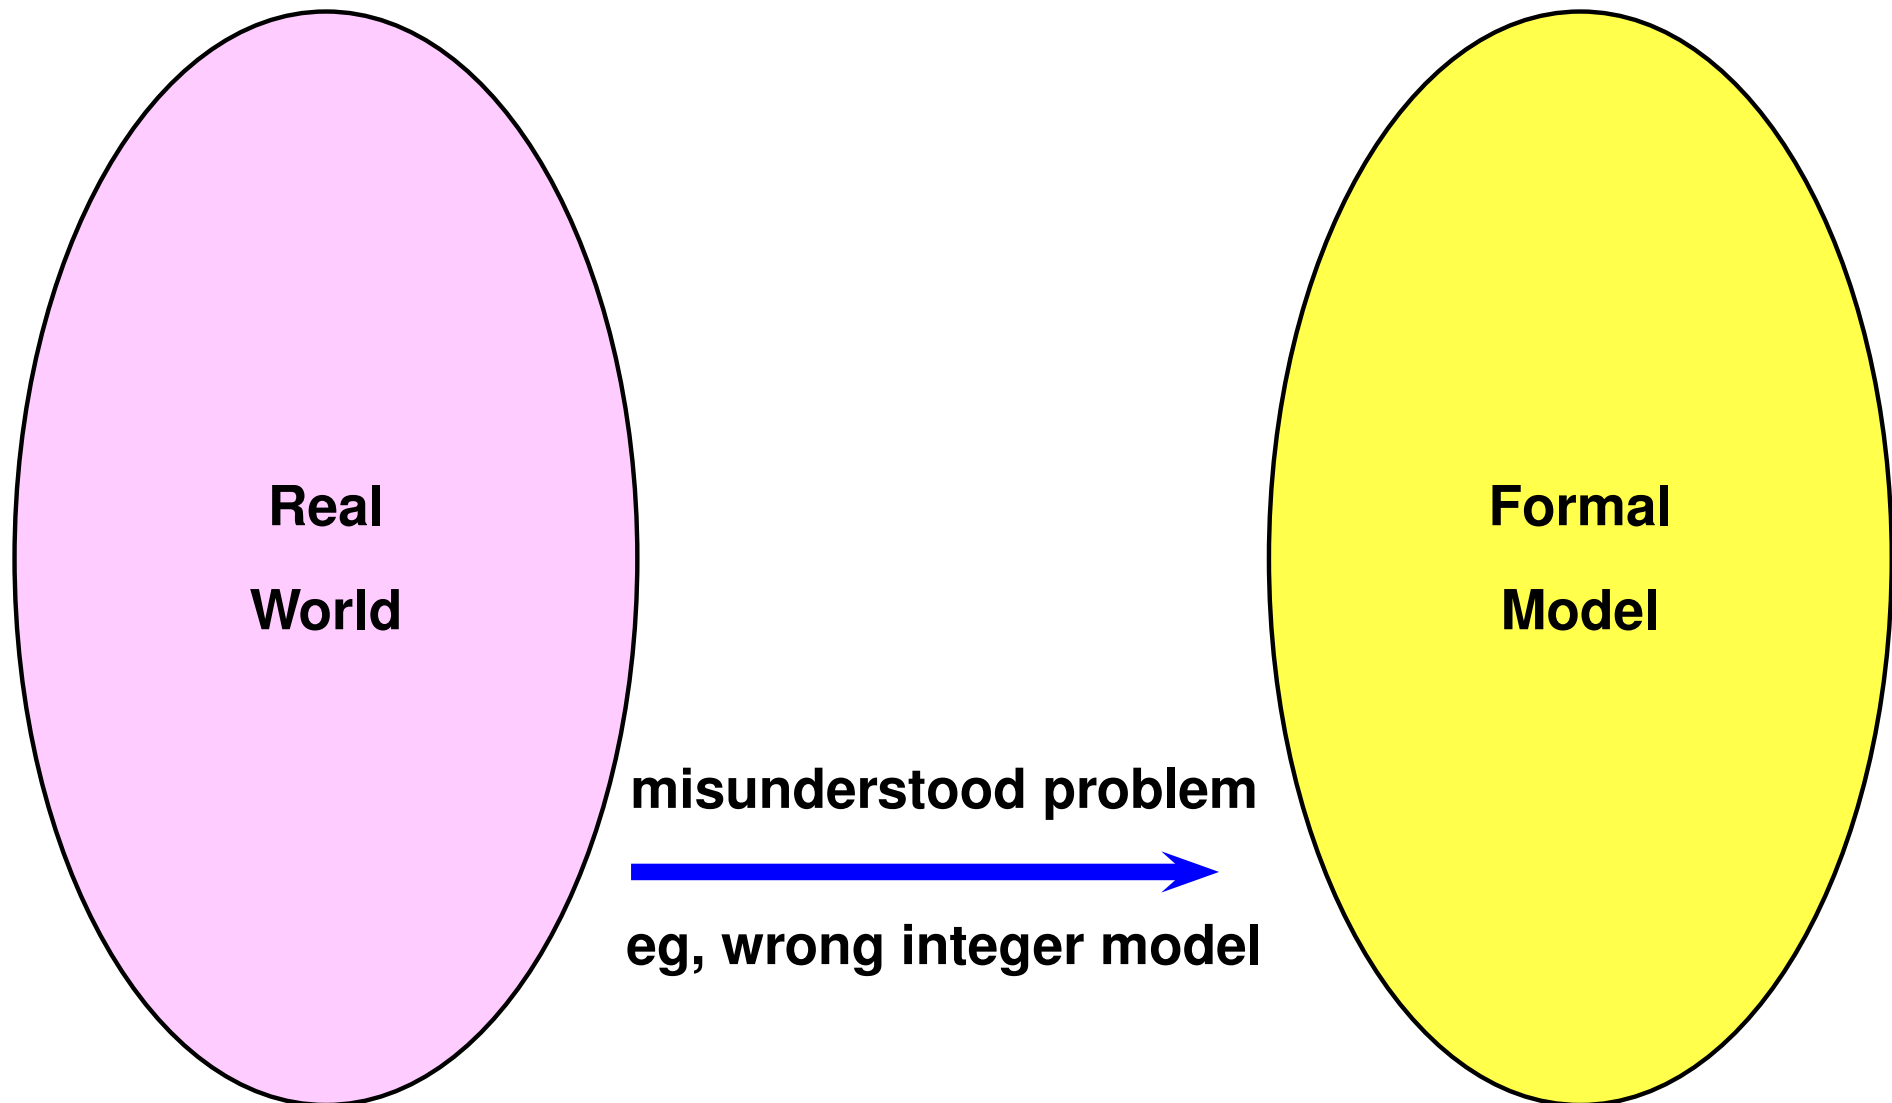 Real
World
misunderstood problem
eg, wrong integer model
Formal
Model